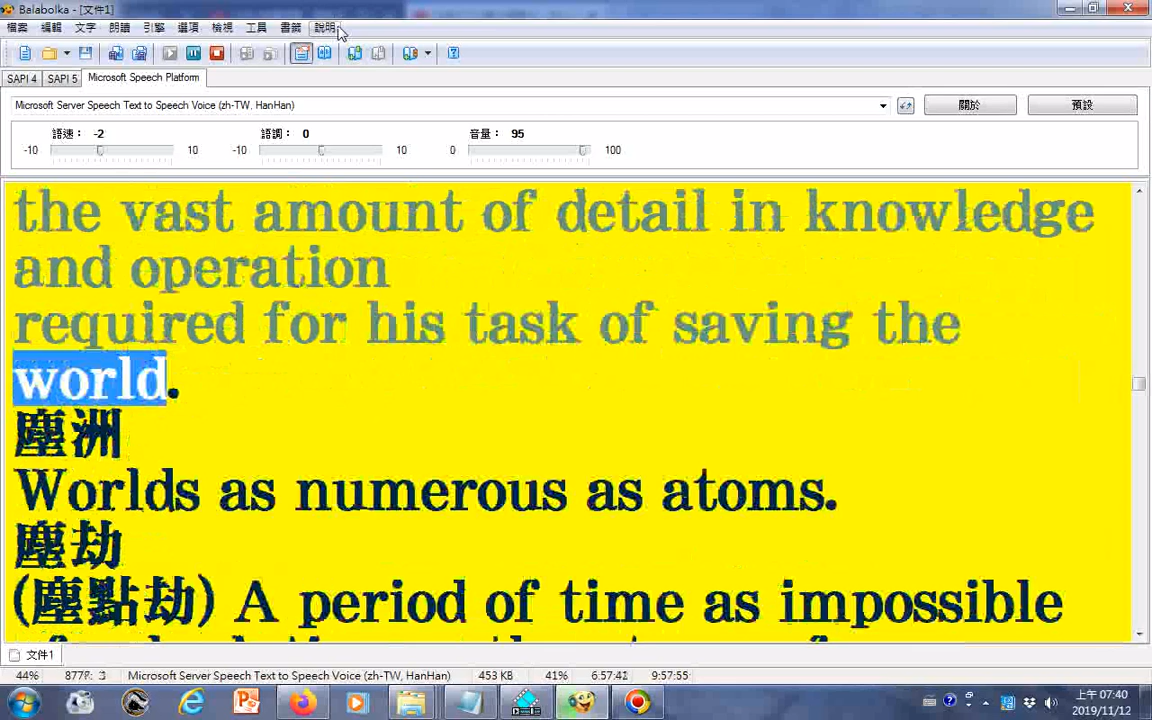 Balabolka - [文件1]
檔案 編輯 文字 朗讀 引擎 選項 檢視 工具 書籤 說明
SAPI 4 SAPI 5 Microsoft Speech Platform
Microsoft Server Speech Text to Speech Voice (zh-TW, HanHan) 關於 預設
語速： -2 語調： 0 音量： 95
-10 10 -10 10 0 100
the vast amount of detail in knowledge
and operation
required for his task of saving the
world.
塵洲
Worlds as numerous as atoms.
塵劫
(塵點劫) A period of time as impossible
文件1
44% Microsoft Server Speech Text to Speech Voice (zh-TW, HanHan) 453 KB 41% 6:57:41 9:57:55
上午 07:40
2019/11/12